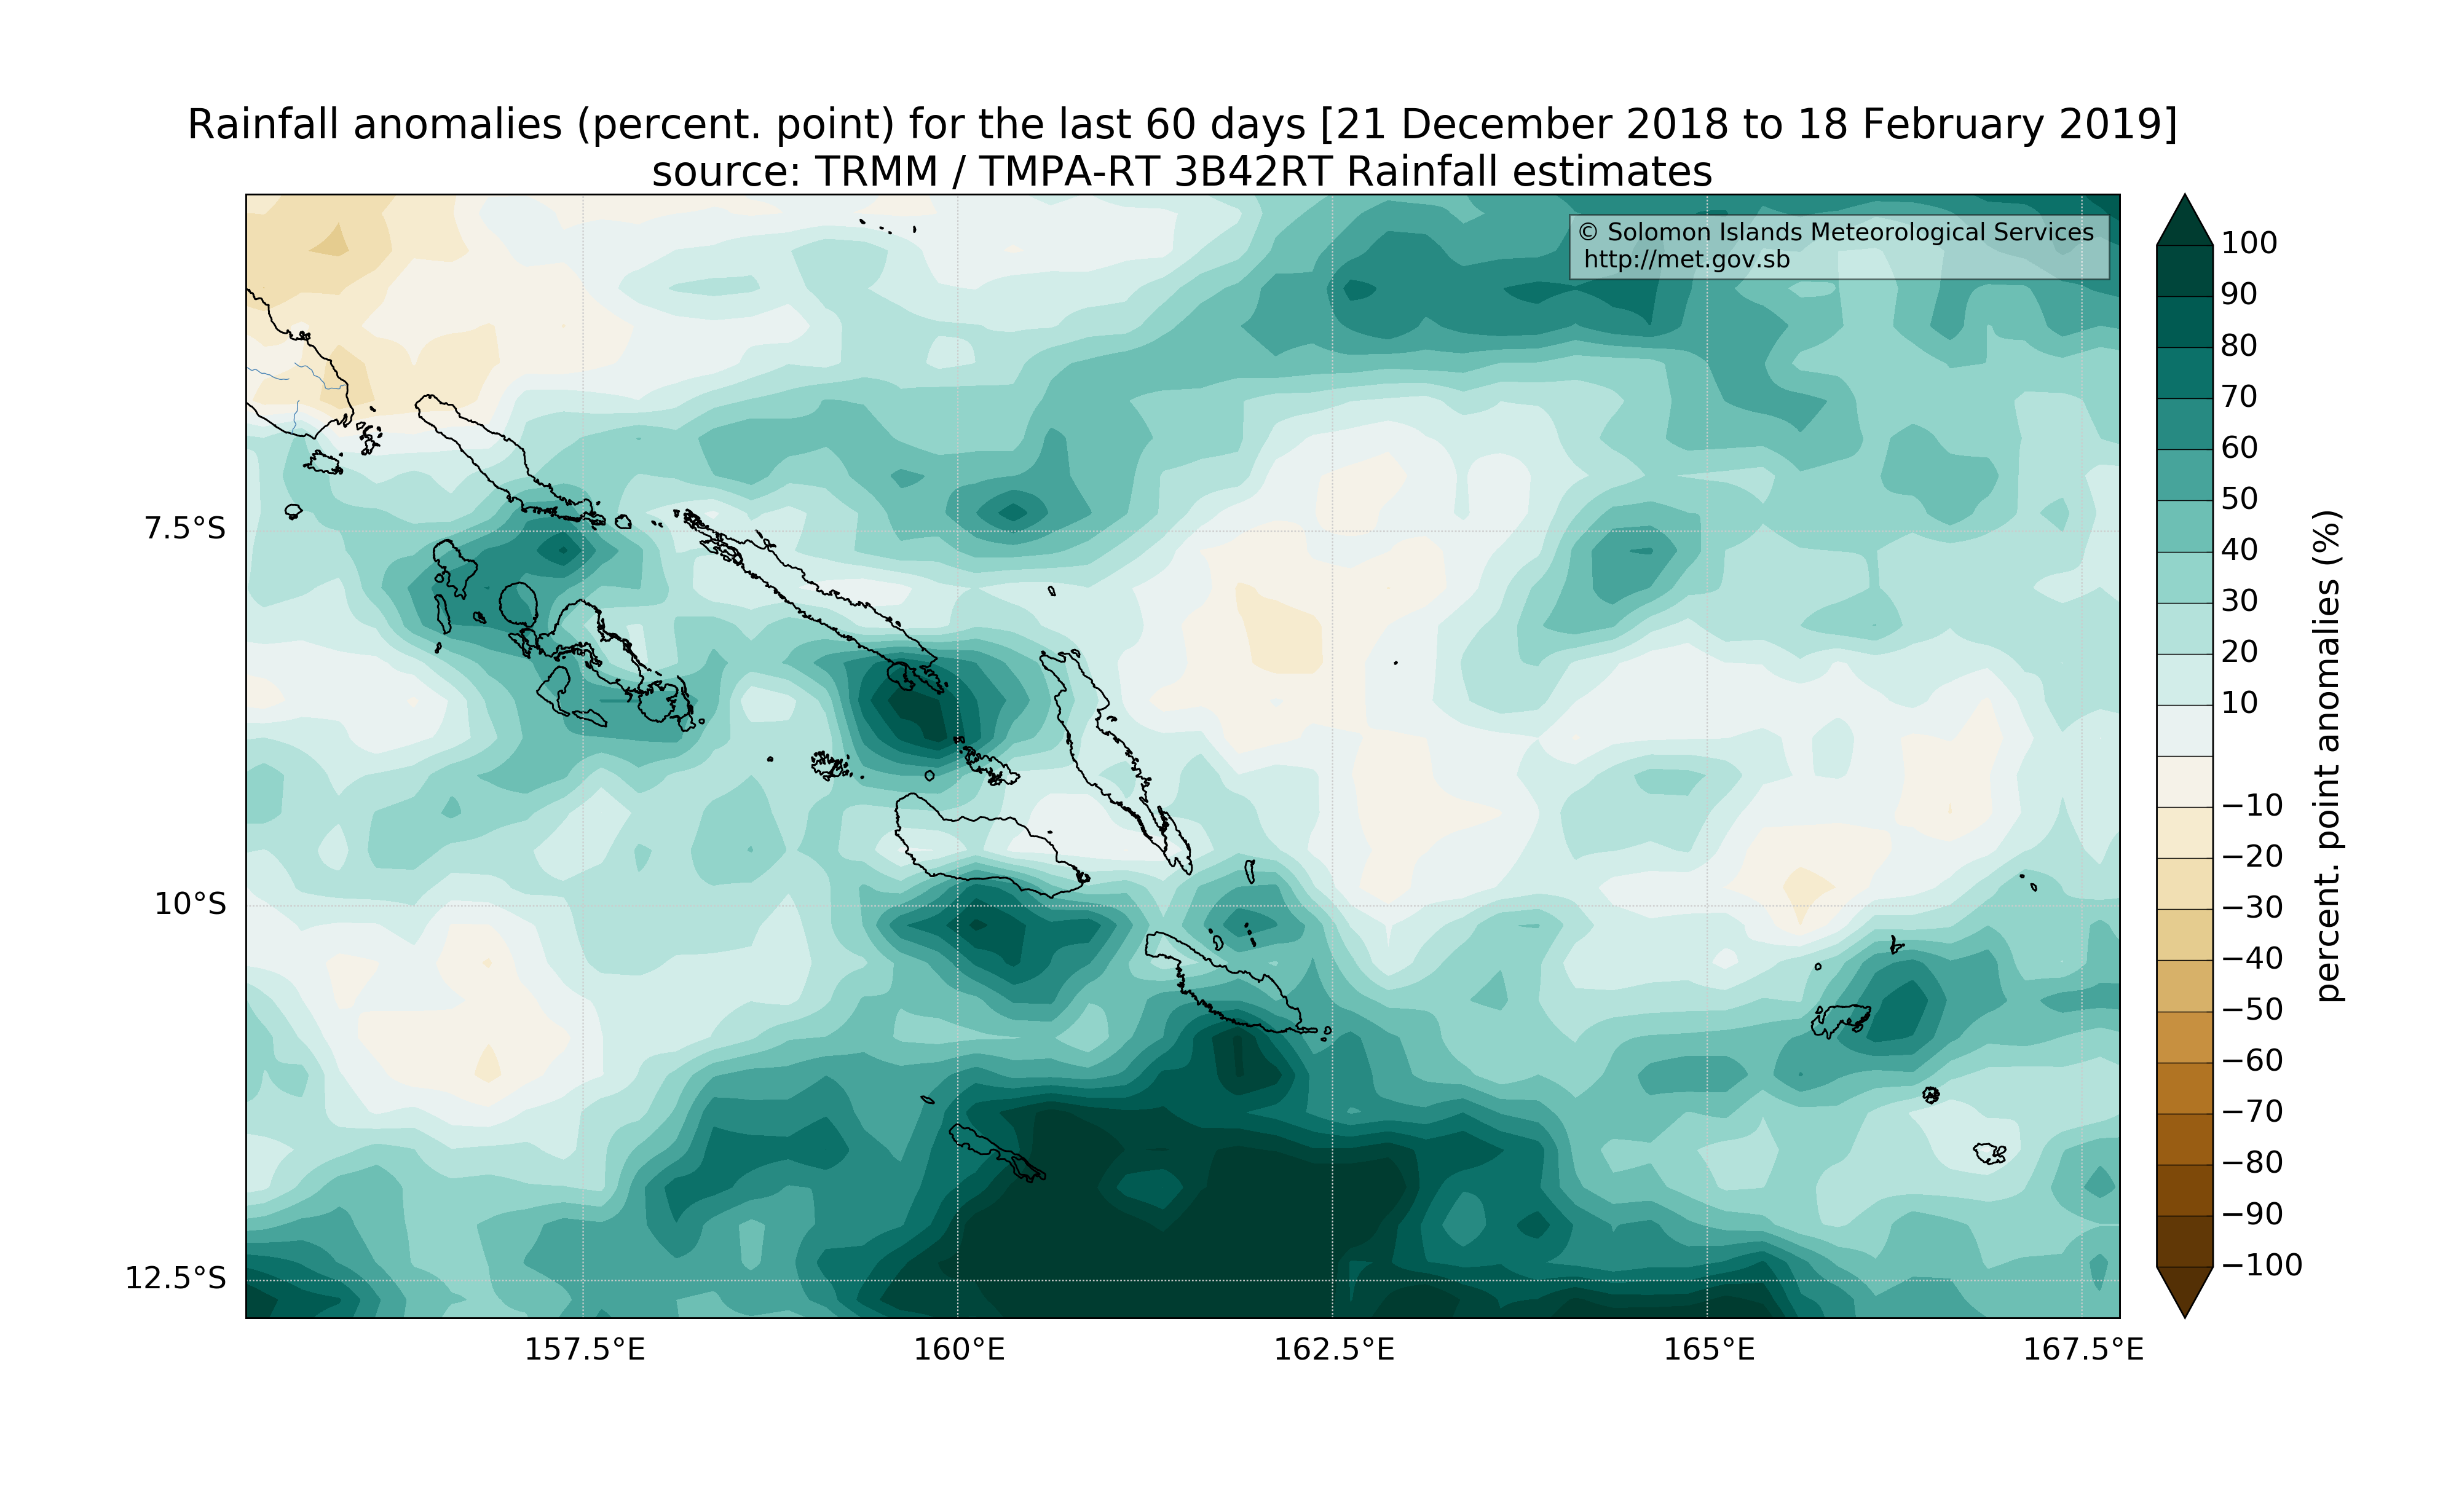 Rainfall anomalies (percent. point) for the last 60 days [21 December 2018 to 18 February 2019]
source: TRMM / TMPA-RT 3B42RT Rainfall estimates
© Solomon Islands Meteorological Services
http://met.gov.sb
7.5°S
10°S
12.5°S
157.5°E
160°E
162.5°E
165°E
167.5°E
100
90
80
70
60
50
40
30
20
10
−10
−20
−30
−40
−50
−60
−70
−80
−90
−100
percent. point anomalies (%)